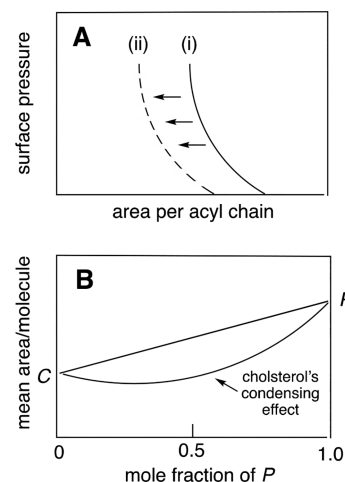 A
(ii)
(i)
surface pressure
area per acyl chain
B
mean area/molecule
C
cholsterol's
condensing
effect
0
0.5
1.0
mole fraction of P